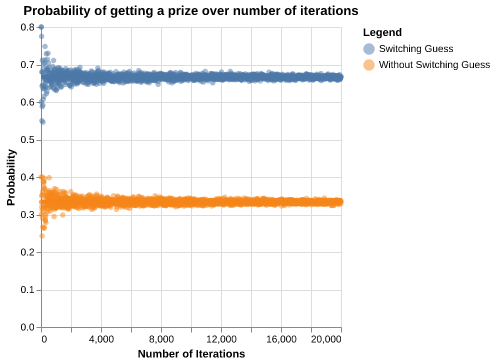 Probability of getting a prize over number of iterations
Legend
Switching Guess
Without Switching Guess
Probability
0.8
0.7
0.6
0.5
0.4
0.3
0.2
0.1
0.0
0 4,000 8,000 12,000 16,000 20,000
Number of Iterations